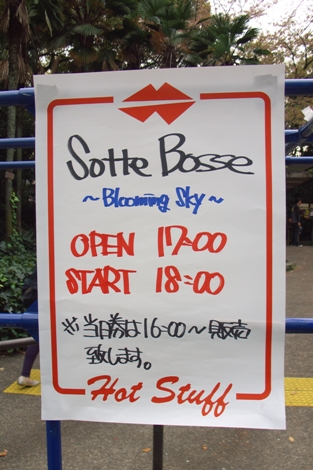 Sotte Bosse
~Blooming Sky~
OPEN 17:00
START 18:00
※当日券は16:00～販売
致します。
Hot Stuff